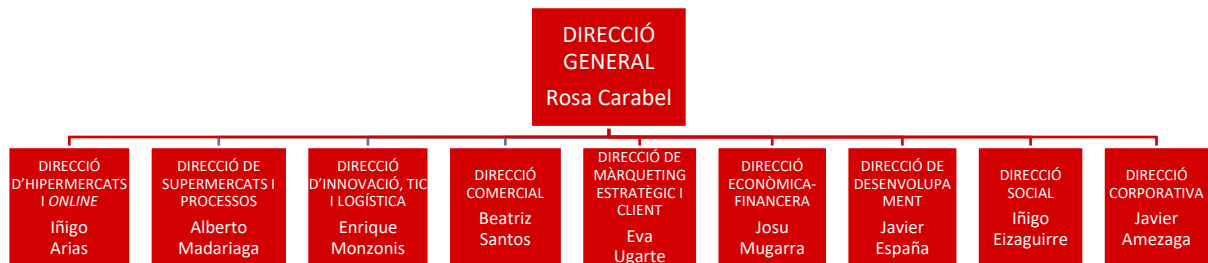 DIRECCIÓ
GENERAL
Rosa Carabel
DIRECCIÓ
D'HIPERMERCATS
I ONLINE
Iñigo
Arias
DIRECCIÓ DE
SUPERMERCATS I
PROCESSOS
Alberto
Madariaga
DIRECCIÓ
D'INNOVACIÓ, TIC
I LOGÍSTICA
Enrique
Monzonis
DIRECCIÓ
COMERCIAL
Beatriz
Santos
DIRECCIÓ DE
MÀRQUETING
ESTRATÈGIC I
CLIENT
Eva
Ugarte
DIRECCIÓ
ECONÒMICA-
FINANCERA
Josu
Mugarra
DIRECCIÓ DE
DESENVOLUPA
MENT
Javier
España
DIRECCIÓ
SOCIAL
Iñigo
Eizaguirre
DIRECCIÓ
CORPORATIVA
Javier
Amezaga